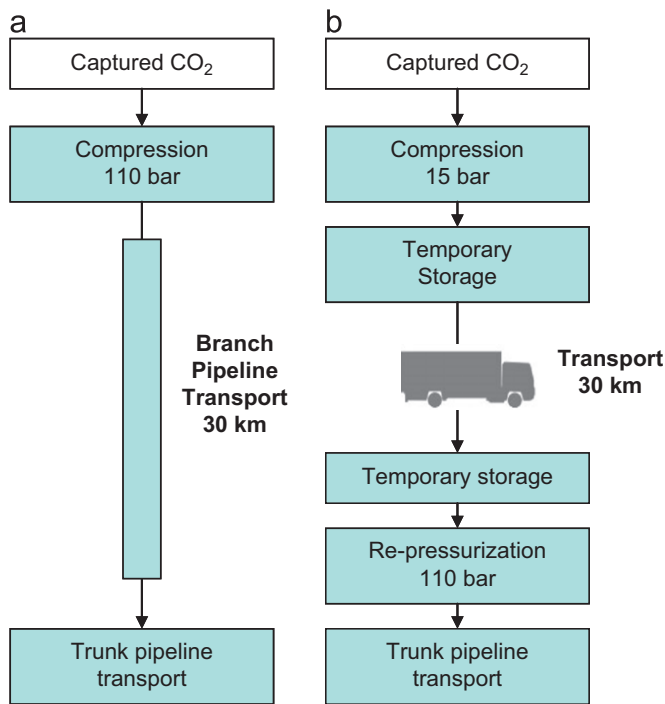 a
Captured CO₂
Compression
110 bar
Branch
Pipeline
Transport
30 km
Trunk pipeline
transport
b
Captured CO₂
Compression
15 bar
Temporary
Storage
Transport
30 km
Temporary storage
Re-pressurization
110 bar
Trunk pipeline
transport